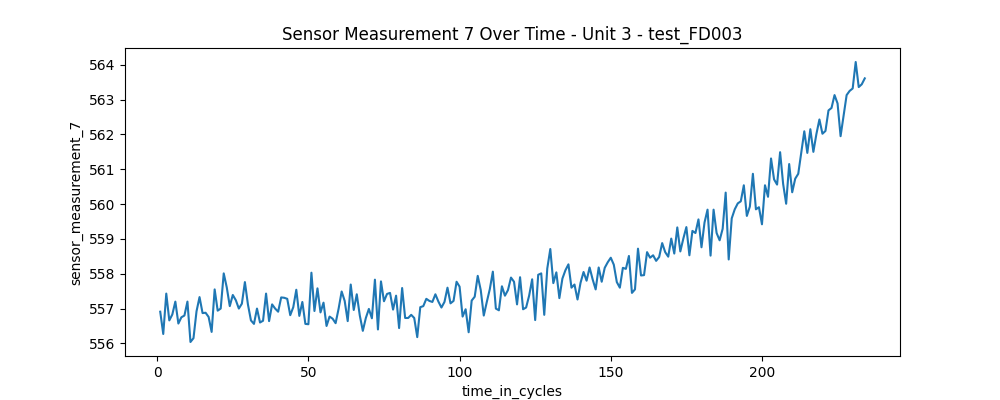 Sensor Measurement 7 Over Time - Unit 3 - test_FD003
sensor_measurement_7
564
563
562
561
560
559
558
557
556
0 50 100 150 200
time_in_cycles